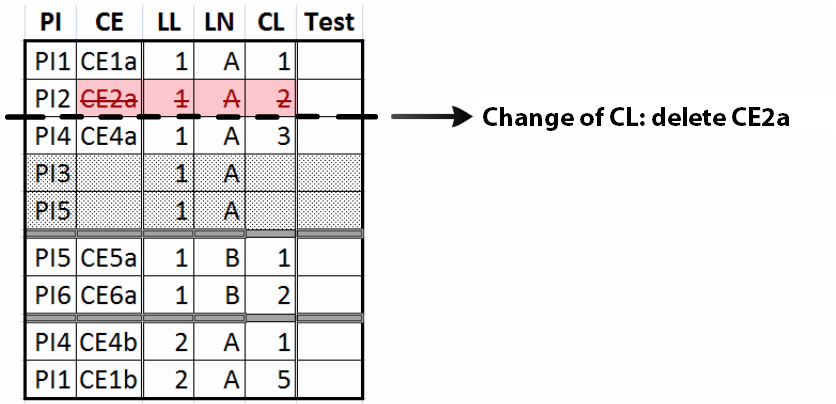 PI CE LL LN CL Test
PI1 CE1a 1 A 1
PI2 CE2a 1 A 2
Change of CL: delete CE2a
PI4 CE4a 1 A 3
PI3 1 A
PI5 1 A
PI5 CE5a 1 B 1
PI6 CE6a 1 B 2
PI4 CE4b 2 A 1
PI1 CE1b 2 A 5